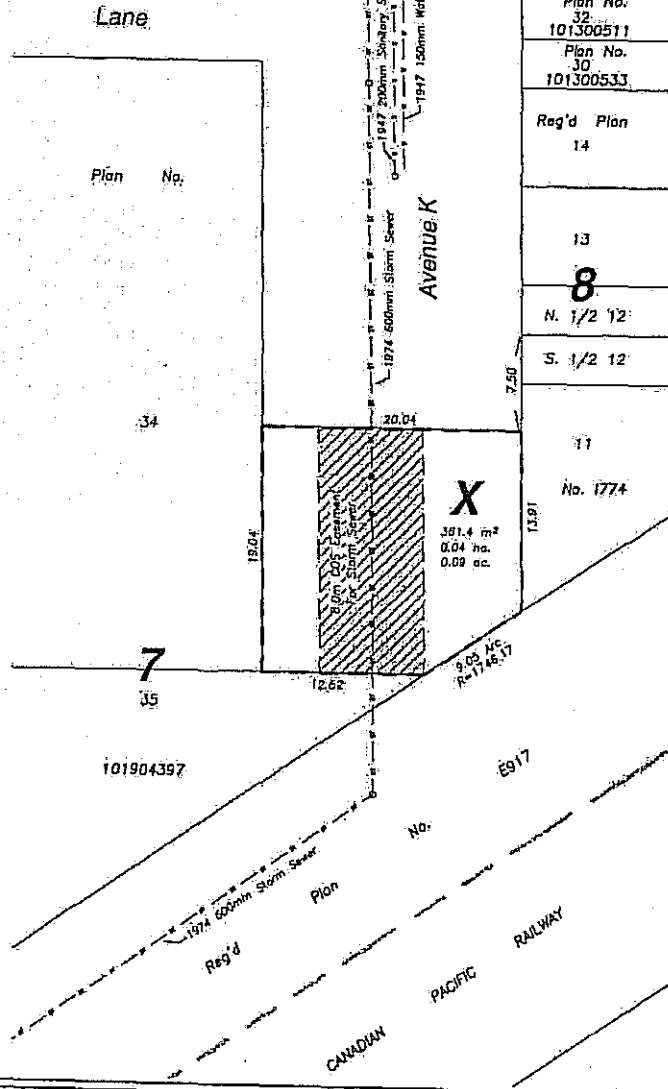 Lane
Plan No.
32
101300511
Plan No.
30
101300533
Reg'd Plan
14
13
8
N. 1/2 12
S. 1/2 12
11
No. 1774
1947 200mm Sanitary S
1947 150mm Wat
Plan No.
Avenue K
1974 600mm Storm Sewer
34
20.04
7.50
19.04
8.0m COS Easement
for Storm Sewer
X
361.4 m²
0.04 ha.
0.09 ac.
13.91
7
35
12.62
9.05 Arc
R=1746.17
101904397
Reg'd Plan No. E917
1974 600mm Storm Sewer
CANADIAN PACIFIC RAILWAY